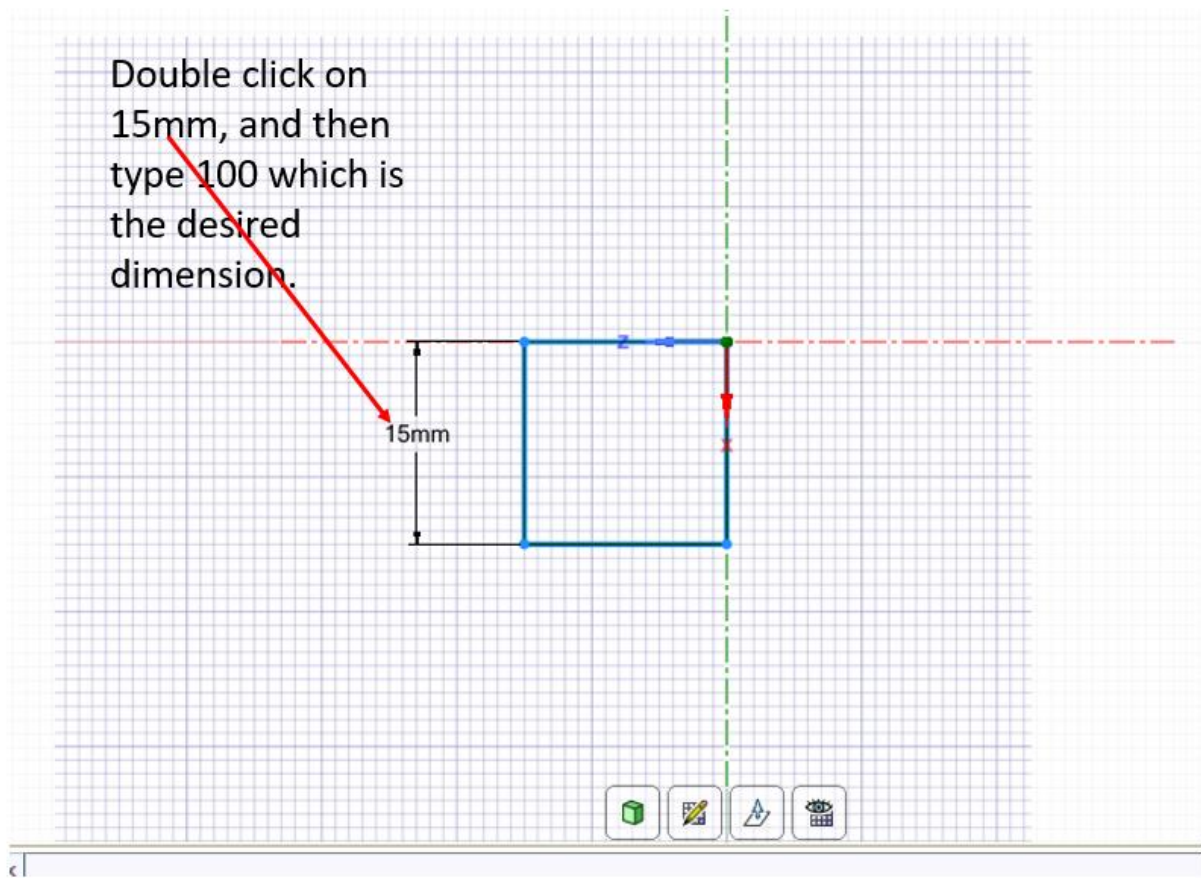 Double click on
15mm, and then
type 100 which is
the desired
dimension.
Z
15mm
X